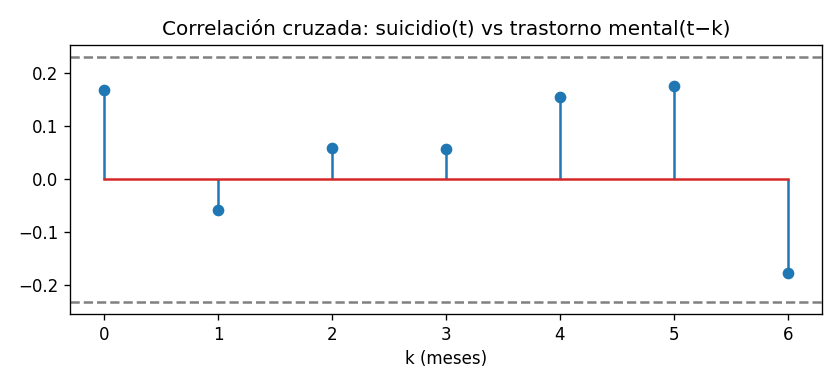 Correlación cruzada: suicidio(t) vs trastorno mental(t−k)
0.2
0.1
0.0
−0.1
−0.2
0 1 2 3 4 5 6
k (meses)